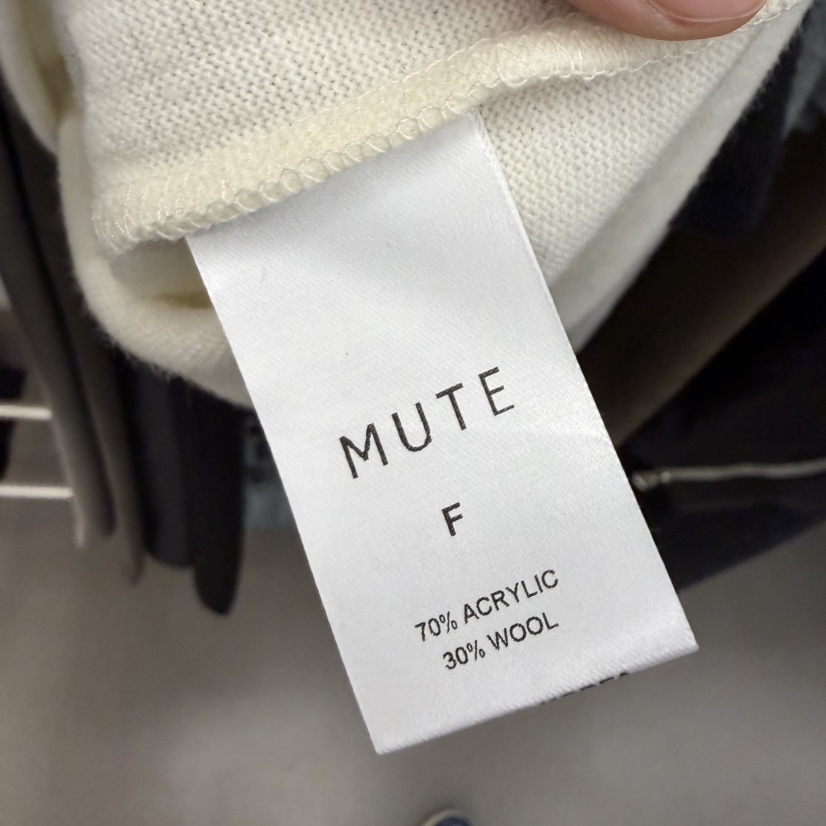 MUTE
F
70% ACRYLIC
30% WOOL